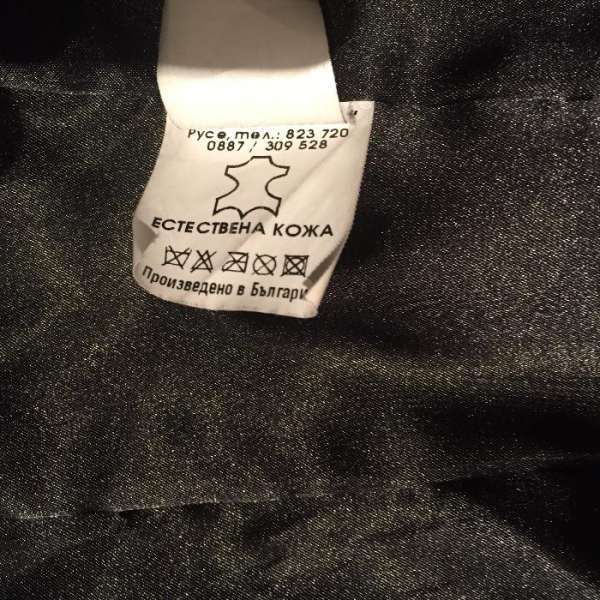 Русе, тел.: 823 720
0887 / 309 528
ЕСТЕСТВЕНА КОЖА
Произведено в Българи